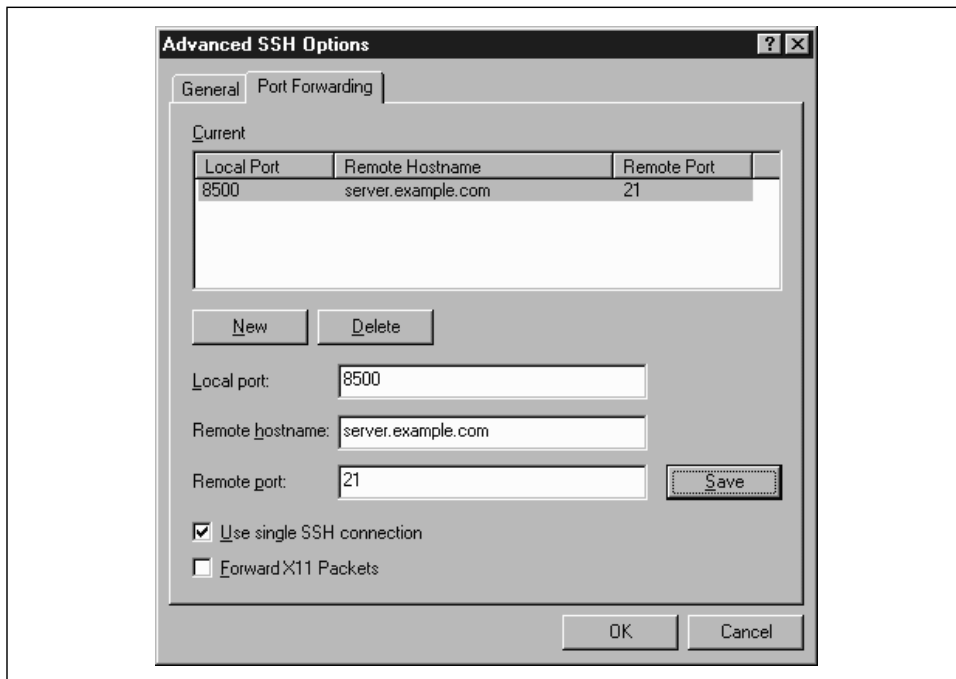 Advanced SSH Options
General Port Forwarding
Current
Local Port Remote Hostname Remote Port
8500 server.example.com 21
New Delete
Local port: 8500
Remote hostname: server.example.com
Remote port: 21 Save
Use single SSH connection
Forward X11 Packets
OK Cancel